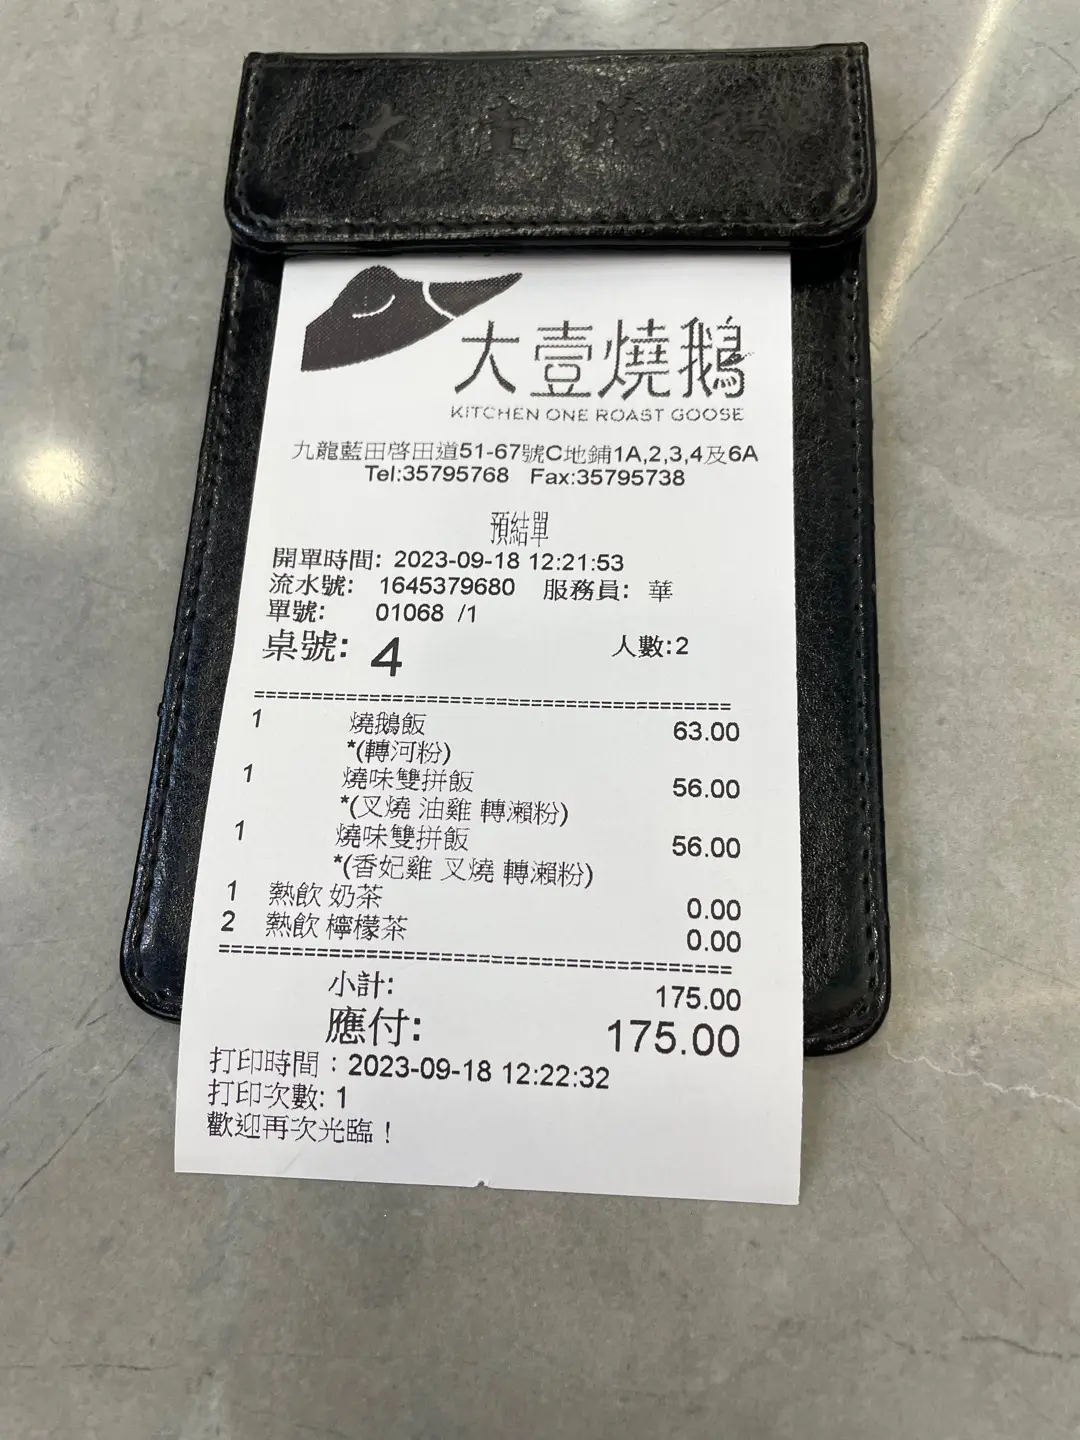 大壹燒
大壹燒鵝
KITCHEN ONE ROAST GOOSE
九龍藍田啓田道51-67號C地鋪1A,2,3,4及6A
Tel:35795768 Fax:35795738
預結單
開單時間: 2023-09-18 12:21:53
流水號: 1645379680 服務員: 華
單號: 01068 /1
桌號: 4 人數:2
1 燒鵝飯 63.00
*(轉河粉)
1 燒味雙拼飯 56.00
*(叉燒 油雞 轉瀨粉)
1 燒味雙拼飯 56.00
*(香妃雞 叉燒 轉瀨粉)
1 熱飲 奶茶 0.00
2 熱飲 檸檬茶 0.00
小計: 175.00
應付: 175.00
打印時間：2023-09-18 12:22:32
打印次數: 1
歡迎再次光臨！